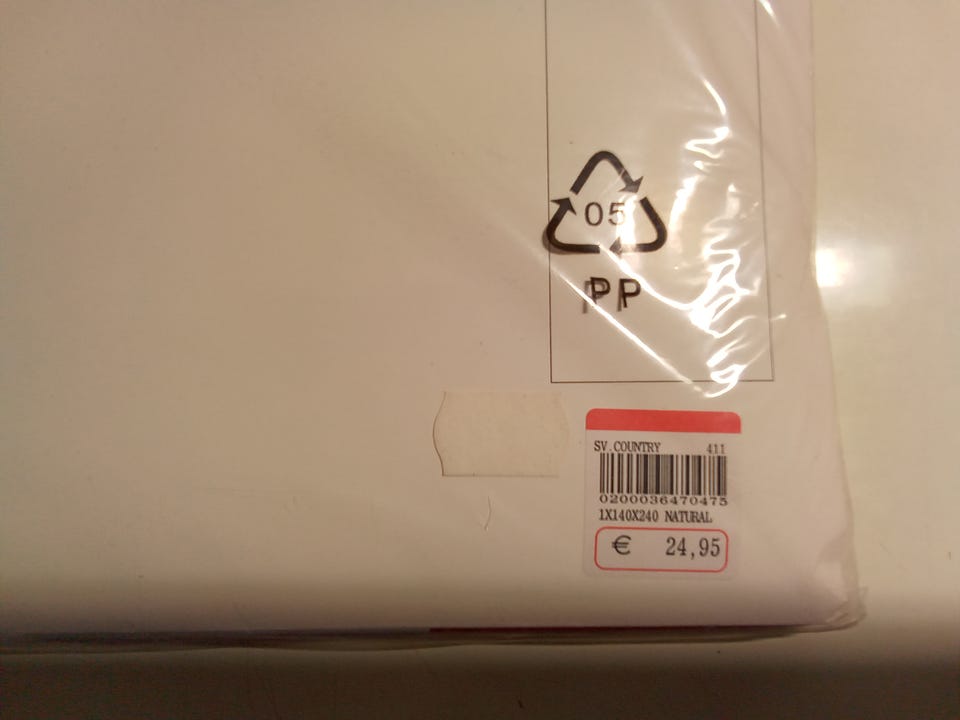 05
PP
SV.COUNTRY 411
0200036470475
1X140X240 NATURAL
€ 24,95